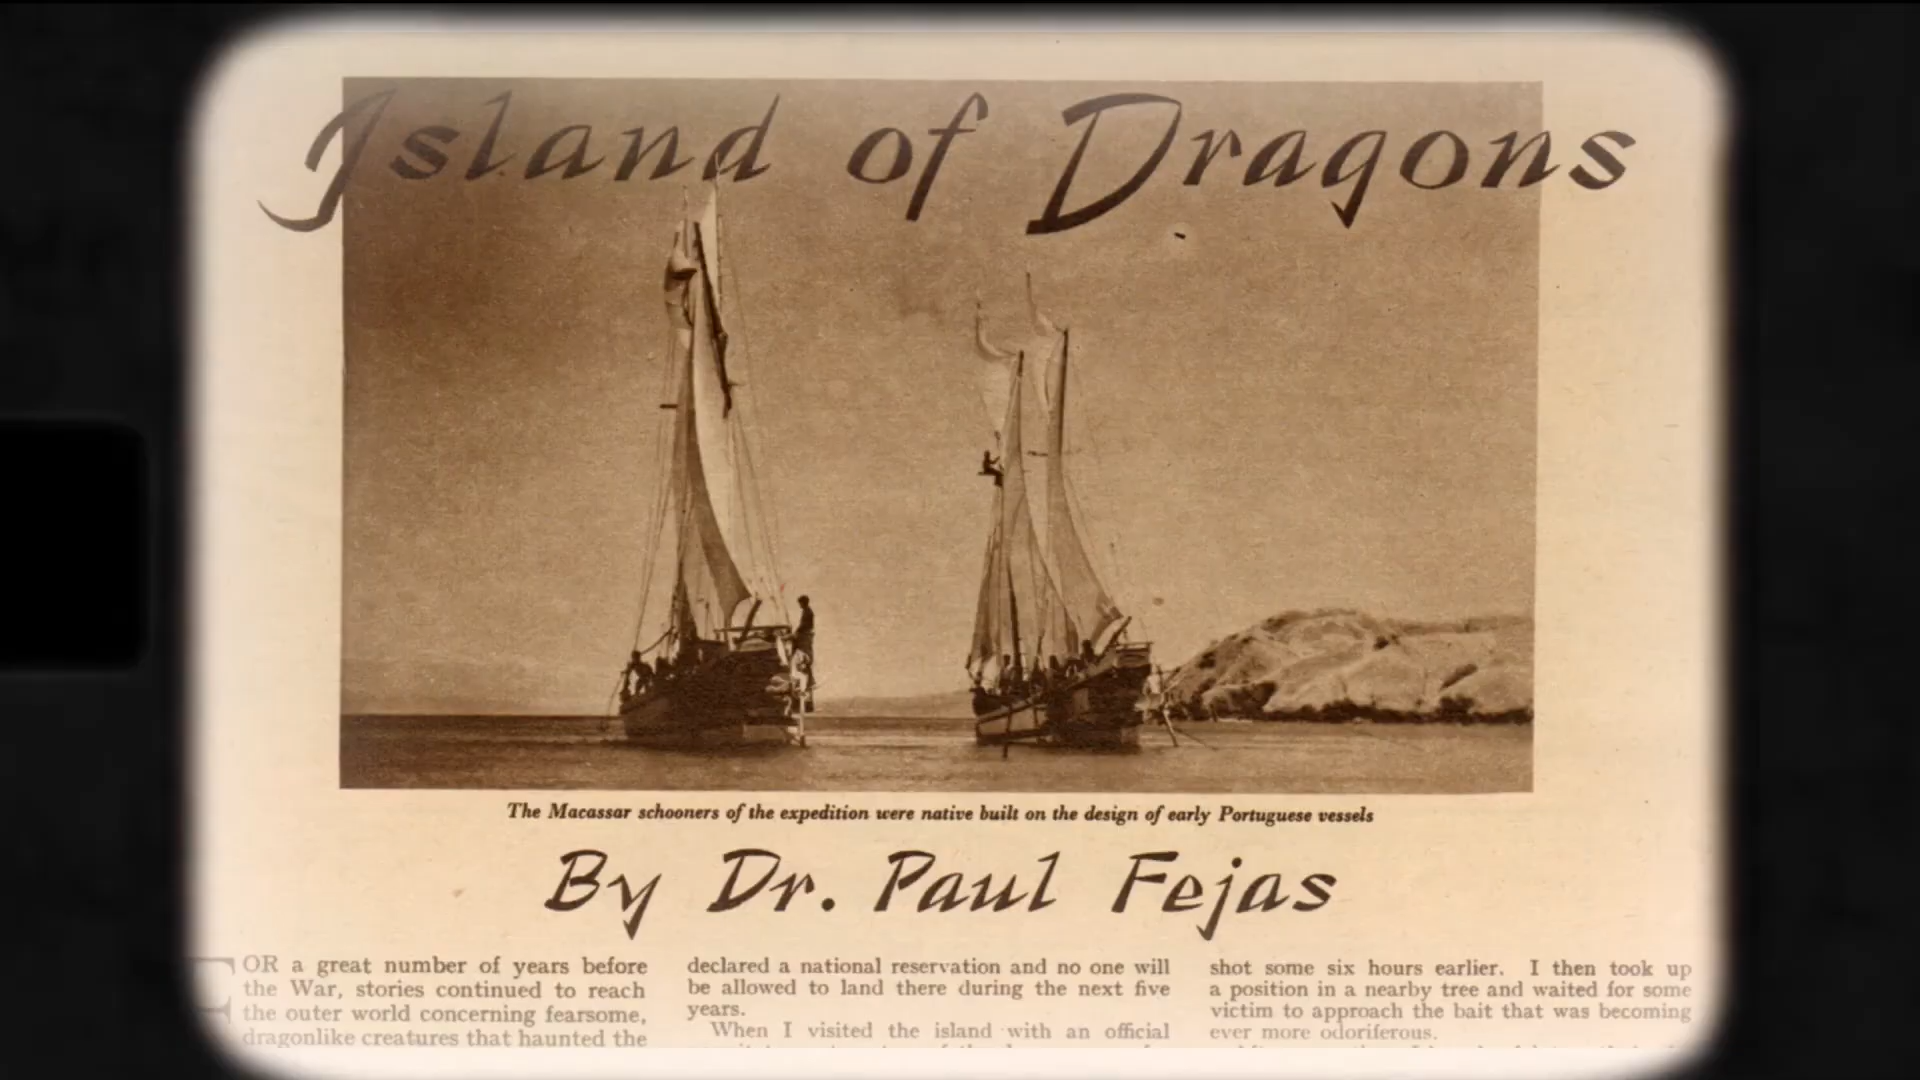 Island of Dragons
The Macassar schooners of the expedition were native built on the design of early Portuguese vessels
By Dr. Paul Fejas
FOR a great number of years before
the War, stories continued to reach
the outer world concerning fearsome,
dragonlike creatures that haunted the
declared a national reservation and no one will
be allowed to land there during the next five
years.
When I visited the island with an official
shot some six hours earlier. I then took up
a position in a nearby tree and waited for some
victim to approach the bait that was becoming
ever more odoriferous.